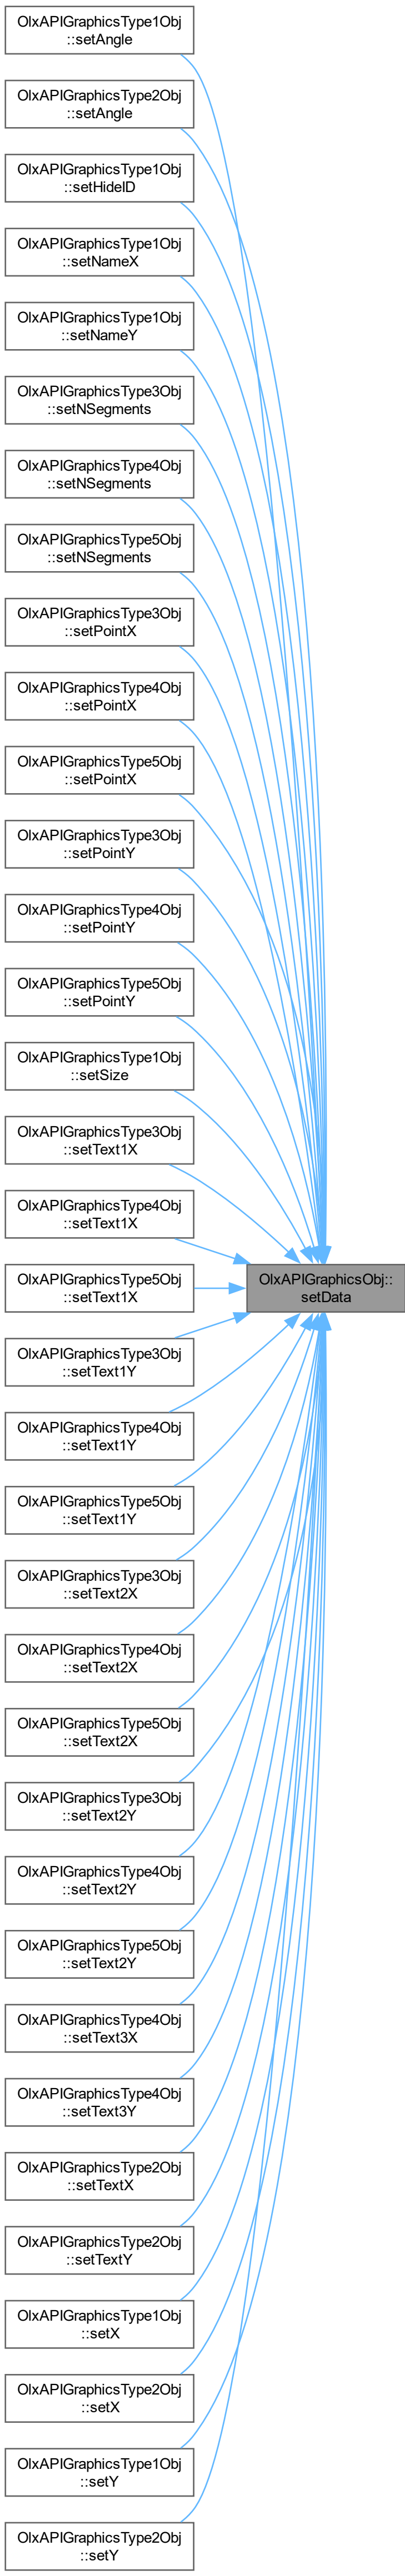 OlxAPIGraphicsType1Obj
::setAngle
OlxAPIGraphicsType2Obj
::setAngle
OlxAPIGraphicsType1Obj
::setHideID
OlxAPIGraphicsType1Obj
::setNameX
OlxAPIGraphicsType1Obj
::setNameY
OlxAPIGraphicsType3Obj
::setNSegments
OlxAPIGraphicsType4Obj
::setNSegments
OlxAPIGraphicsType5Obj
::setNSegments
OlxAPIGraphicsType3Obj
::setPointX
OlxAPIGraphicsType4Obj
::setPointX
OlxAPIGraphicsType5Obj
::setPointX
OlxAPIGraphicsType3Obj
::setPointY
OlxAPIGraphicsType4Obj
::setPointY
OlxAPIGraphicsType5Obj
::setPointY
OlxAPIGraphicsType1Obj
::setSize
OlxAPIGraphicsType3Obj
::setText1X
OlxAPIGraphicsType4Obj
::setText1X
OlxAPIGraphicsType5Obj
::setText1X
OlxAPIGraphicsObj::
setData
OlxAPIGraphicsType3Obj
::setText1Y
OlxAPIGraphicsType4Obj
::setText1Y
OlxAPIGraphicsType5Obj
::setText1Y
OlxAPIGraphicsType3Obj
::setText2X
OlxAPIGraphicsType4Obj
::setText2X
OlxAPIGraphicsType5Obj
::setText2X
OlxAPIGraphicsType3Obj
::setText2Y
OlxAPIGraphicsType4Obj
::setText2Y
OlxAPIGraphicsType5Obj
::setText2Y
OlxAPIGraphicsType4Obj
::setText3X
OlxAPIGraphicsType4Obj
::setText3Y
OlxAPIGraphicsType2Obj
::setTextX
OlxAPIGraphicsType2Obj
::setTextY
OlxAPIGraphicsType1Obj
::setX
OlxAPIGraphicsType2Obj
::setX
OlxAPIGraphicsType1Obj
::setY
OlxAPIGraphicsType2Obj
::setY